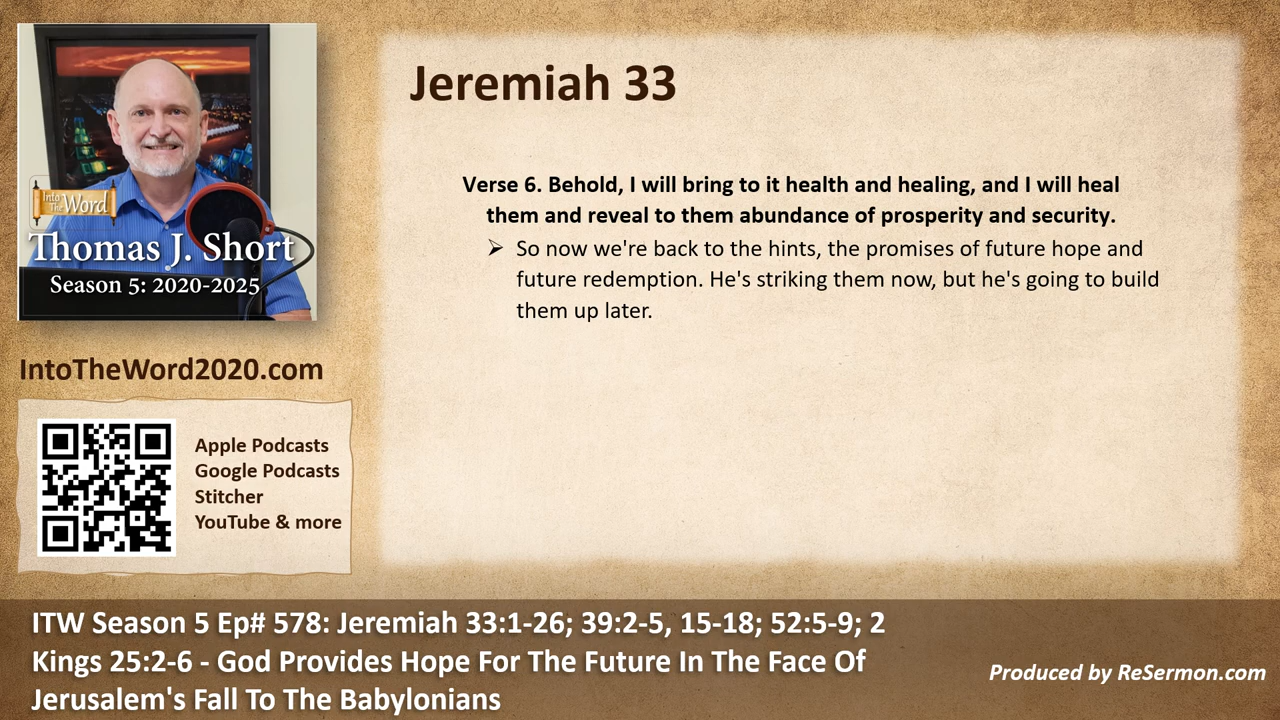 Into
The Word
Thomas J. Short
Season 5: 2020-2025
IntoTheWord2020.com
Apple Podcasts
Google Podcasts
Stitcher
YouTube & more
Jeremiah 33
Verse 6. Behold, I will bring to it health and healing, and I will heal
them and reveal to them abundance of prosperity and security.
➢ So now we're back to the hints, the promises of future hope and
future redemption. He's striking them now, but he's going to build
them up later.
ITW Season 5 Ep# 578: Jeremiah 33:1-26; 39:2-5, 15-18; 52:5-9; 2
Kings 25:2-6 - God Provides Hope For The Future In The Face Of
Jerusalem's Fall To The Babylonians
Produced by ReSermon.com